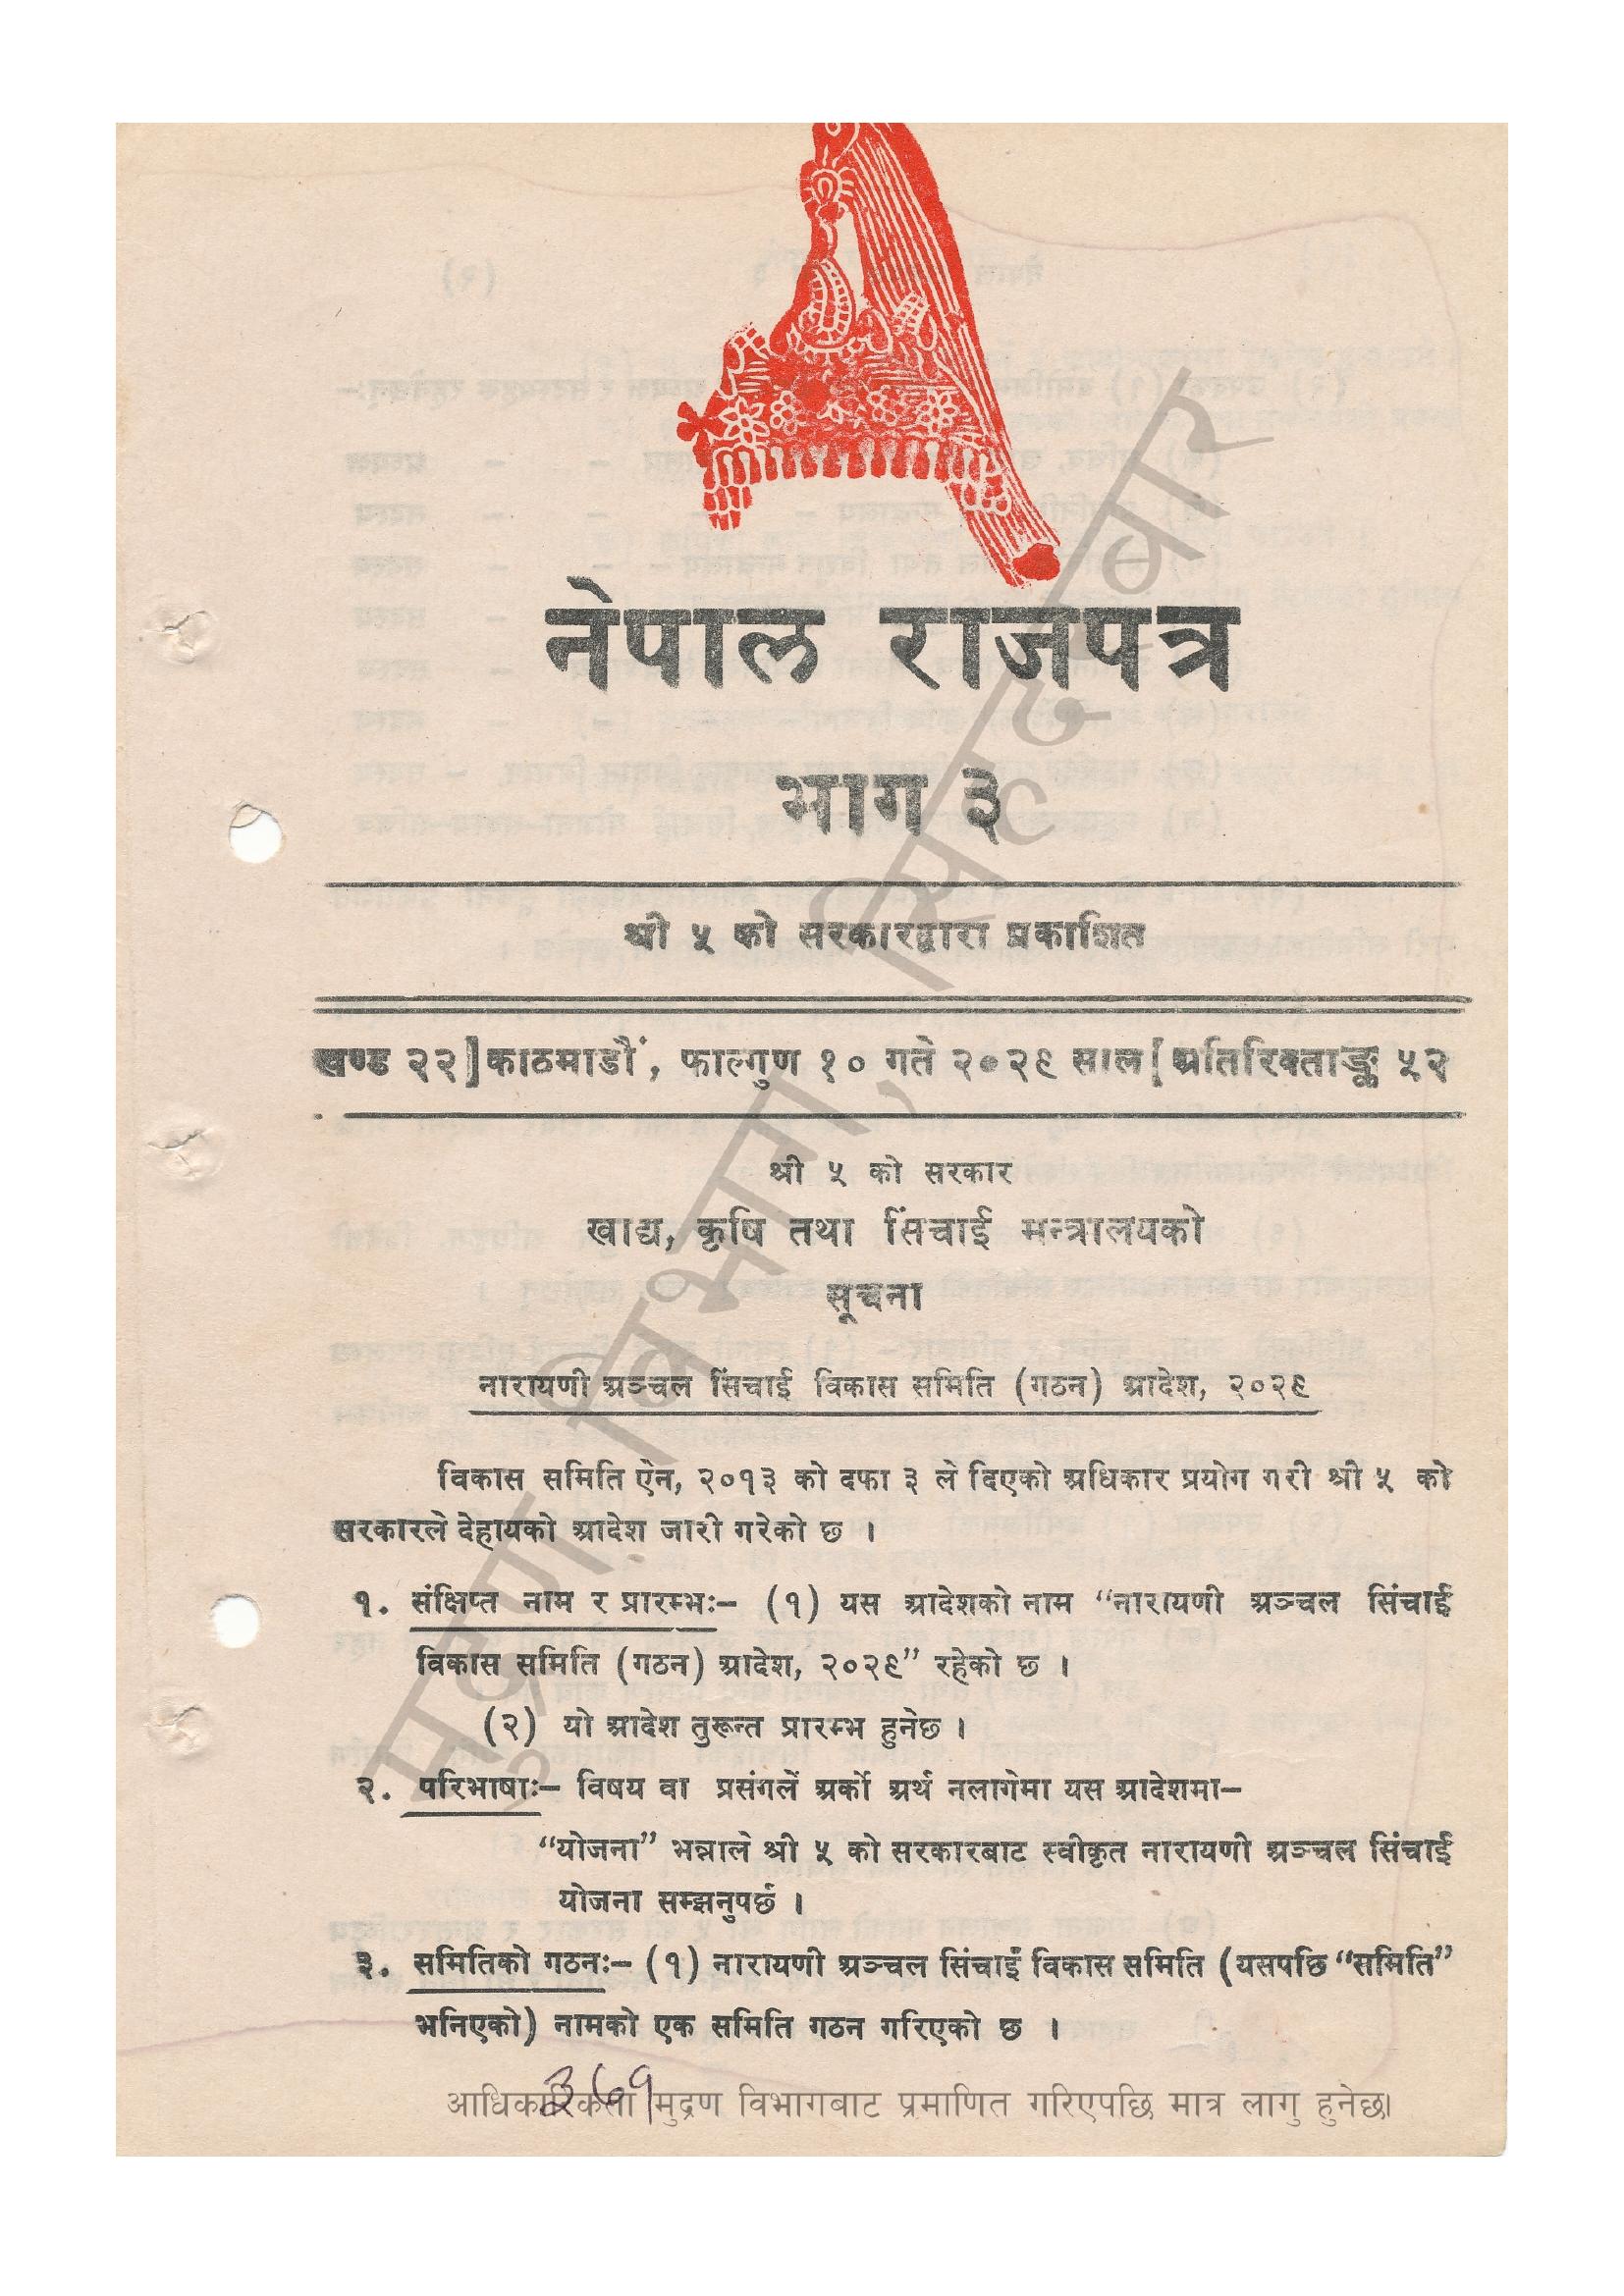 नेपाल राजपत्र
भाग ३
श्री ५ को सरकारद्वारा प्रकाशित
खण्ड २२] काठमाडौं, फाल्गुण १० गते २०२९ साल [ अतिरिक्ताङ्क ५२
श्री ५ को सरकार
खाद्य, कृषि तथा सिंचाई मन्त्रालयको
सूचना
नारायणी अञ्चल सिंचाई विकास समिति (गठन) आदेश, २०२९
विकास समिति ऐन, २०१३ को दफा ३ ले दिएको अधिकार प्रयोग गरी श्री ५ को
सरकारले देहायको आदेश जारी गरेको छ ।
१. संक्षिप्त नाम र प्रारम्भः– (१) यस आदेशको नाम “नारायणी अञ्चल सिंचाई
विकास समिति (गठन) आदेश, २०२९” रहेको छ ।
(२) यो आदेश तुरून्त प्रारम्भ हुनेछ ।
२. परिभाषाः– विषय वा प्रसंगलें अर्को अर्थ नलागेमा यस आदेशमा–
“योजना” भन्नाले श्री ५ को सरकारबाट स्वीकृत नारायणी अञ्चल सिंचाई
योजना सम्झनुपर्छ ।
३. समितिको गठनः– (१) नारायणी अञ्चल सिंचाई विकास समिति (यसपछि “समिति”
भनिएको) नामको एक समिति गठन गरिएको छ ।
आधिकारिकता मुद्रण विभागबाट प्रमाणित गरिएपछि मात्र लागु हुनेछ।
मुद्रण विभाग, सिंहदरबार